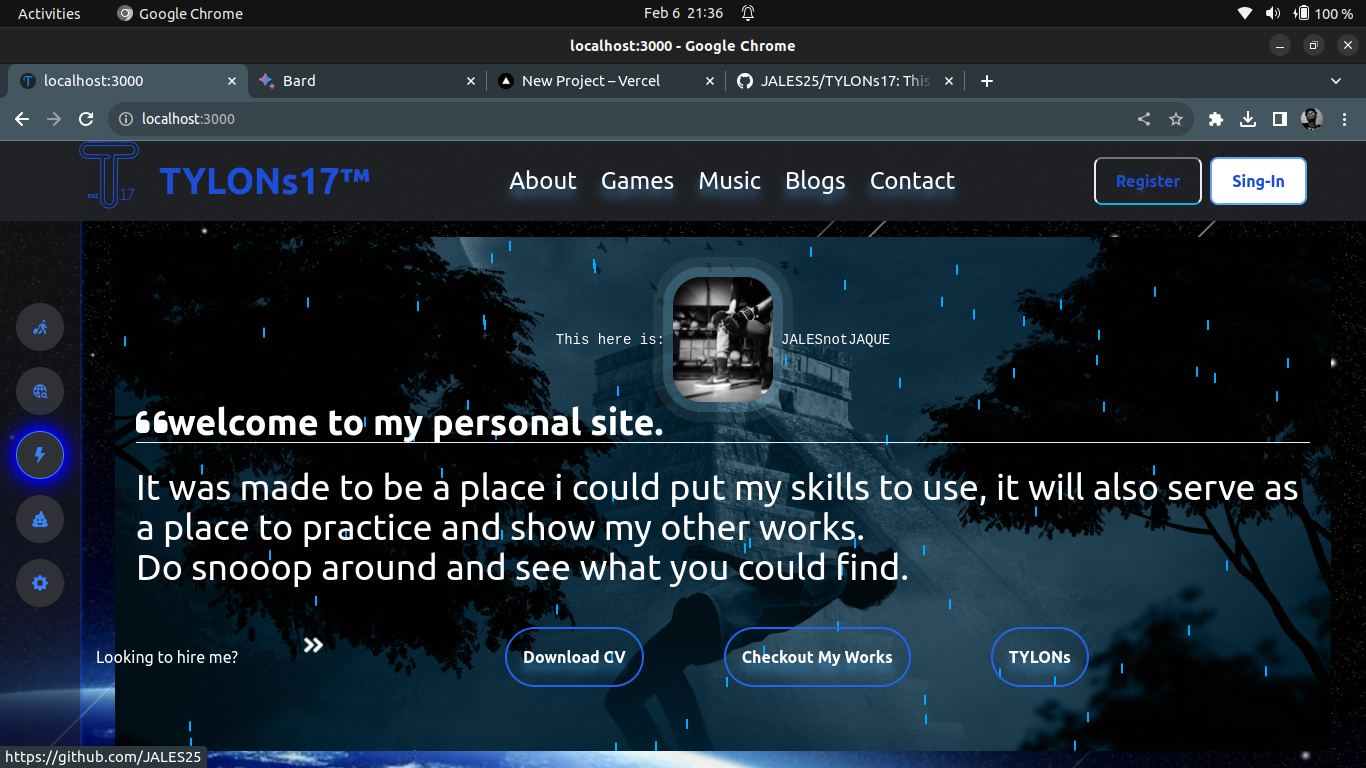 Activities
Google Chrome
Feb 6 21:36
100 %
localhost:3000 - Google Chrome
localhost:3000
Bard
New Project – Vercel
JALES25/TYLONs17: This
localhost:3000
T
17
TYLONs17™
About
Games
Music
Blogs
Contact
Register
Sing-In
This here is:
JALESnotJAQUE
❝welcome to my personal site.
It was made to be a place i could put my skills to use, it will also serve as
a place to practice and show my other works.
Do snooop around and see what you could find.
Looking to hire me?
»
Download CV
Checkout My Works
TYLONs
https://github.com/JALES25